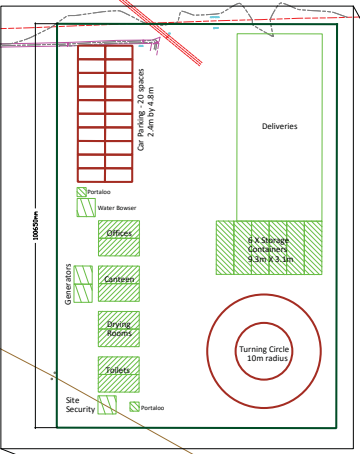 Car Parking - 20 spaces
2.4m by 4.8m
Deliveries
Portaloo
Water Bowser
Offices
6 X Storage
Containers
9.3m X 3.1m
Generators
Canteen
Drying
Rooms
Turning Circle
10m radius
Toilets
Site
Security
Portaloo